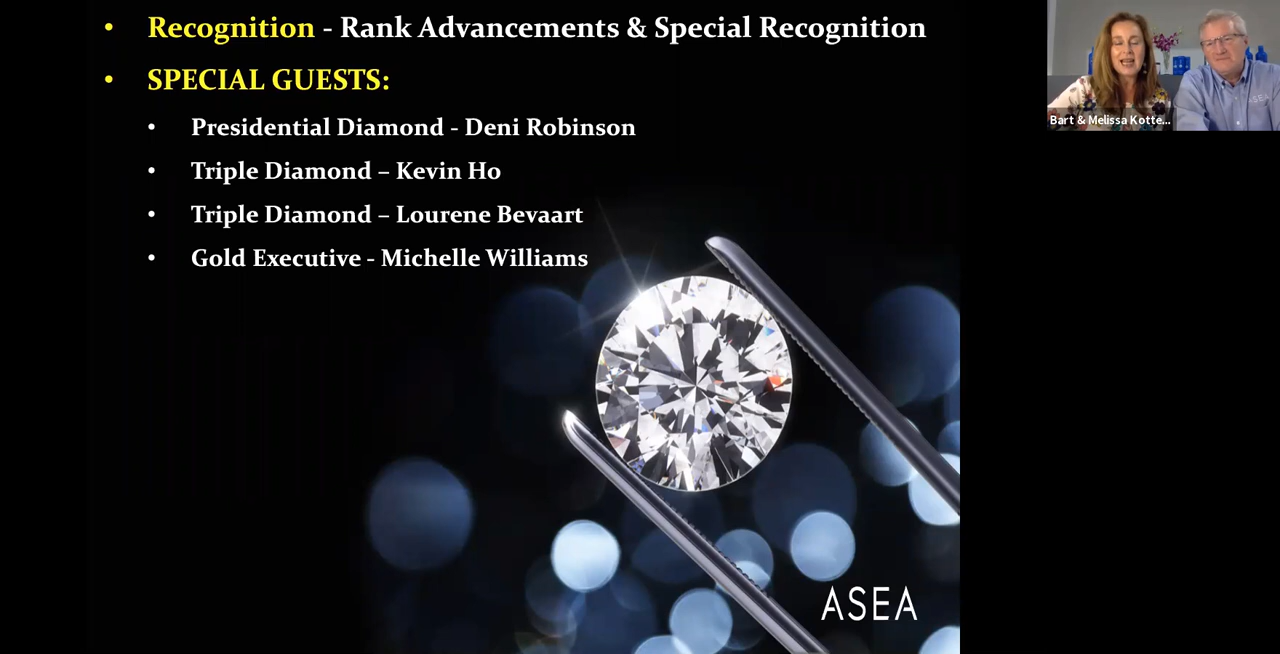 Recognition - Rank Advancements & Special Recognition
SPECIAL GUESTS:
Presidential Diamond - Deni Robinson
Triple Diamond – Kevin Ho
Triple Diamond – Lourene Bevaart
Gold Executive - Michelle Williams
Bart & Melissa Kotte...
ASEA
ASEA